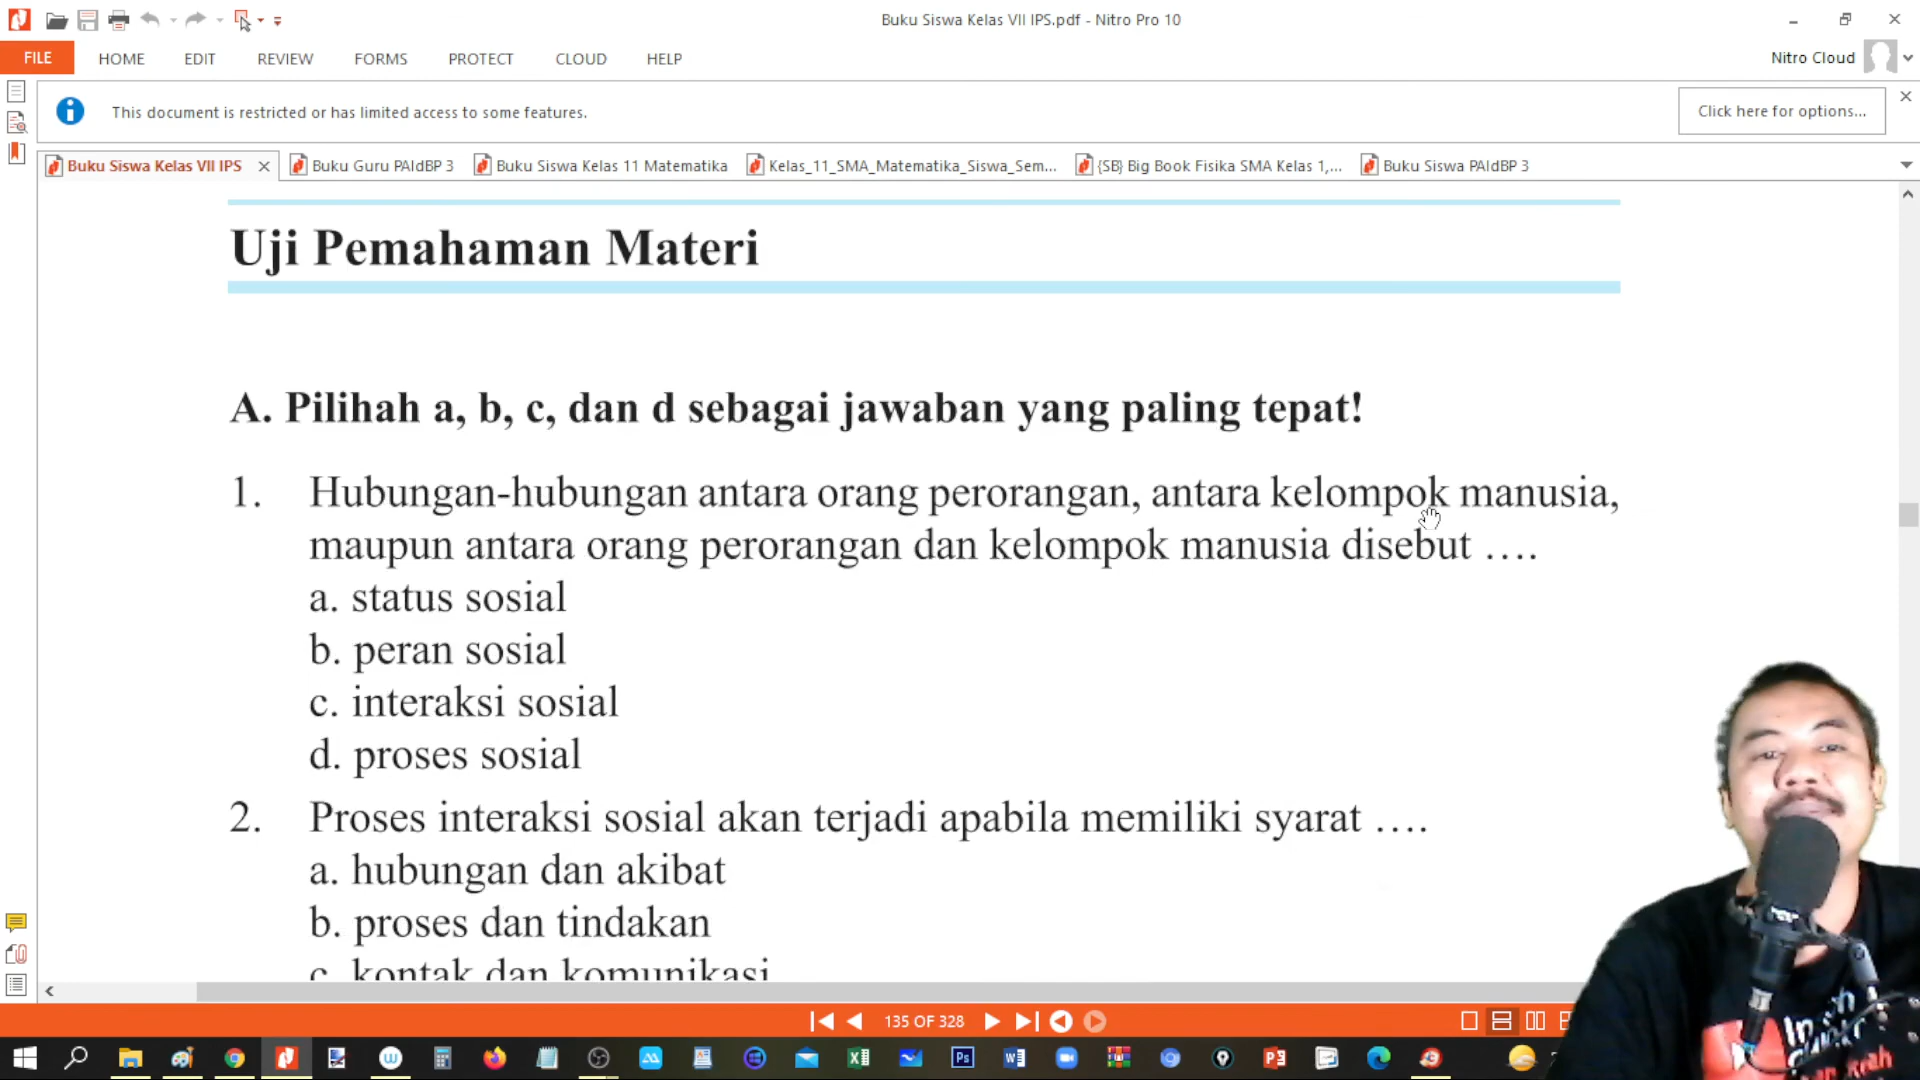 Buku Siswa Kelas VII IPS.pdf - Nitro Pro 10
FILE HOME EDIT REVIEW FORMS PROTECT CLOUD HELP Nitro Cloud
This document is restricted or has limited access to some features. Click here for options...
Buku Siswa Kelas VII IPS Buku Guru PAIdBP 3 Buku Siswa Kelas 11 Matematika Kelas_11_SMA_Matematika_Siswa_Sem... {SB} Big Book Fisika SMA Kelas 1,... Buku Siswa PAIdBP 3
Uji Pemahaman Materi
A. Pilihah a, b, c, dan d sebagai jawaban yang paling tepat!
1. Hubungan-hubungan antara orang perorangan, antara kelompok manusia,
maupun antara orang perorangan dan kelompok manusia disebut ….
a. status sosial
b. peran sosial
c. interaksi sosial
d. proses sosial
2. Proses interaksi sosial akan terjadi apabila memiliki syarat ….
a. hubungan dan akibat
b. proses dan tindakan
c. kontak dan komunikasi
135 OF 328